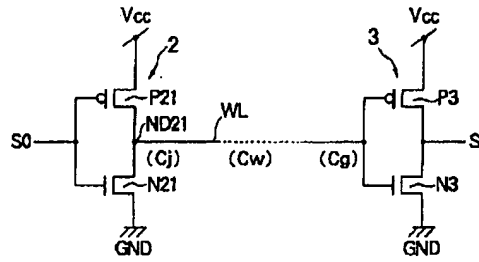 Vcc
Vcc
2
3
P21
P3
WL
ND21
S0
S
(Cj)
(Cw)
(Cg)
N21
N3
GND
GND